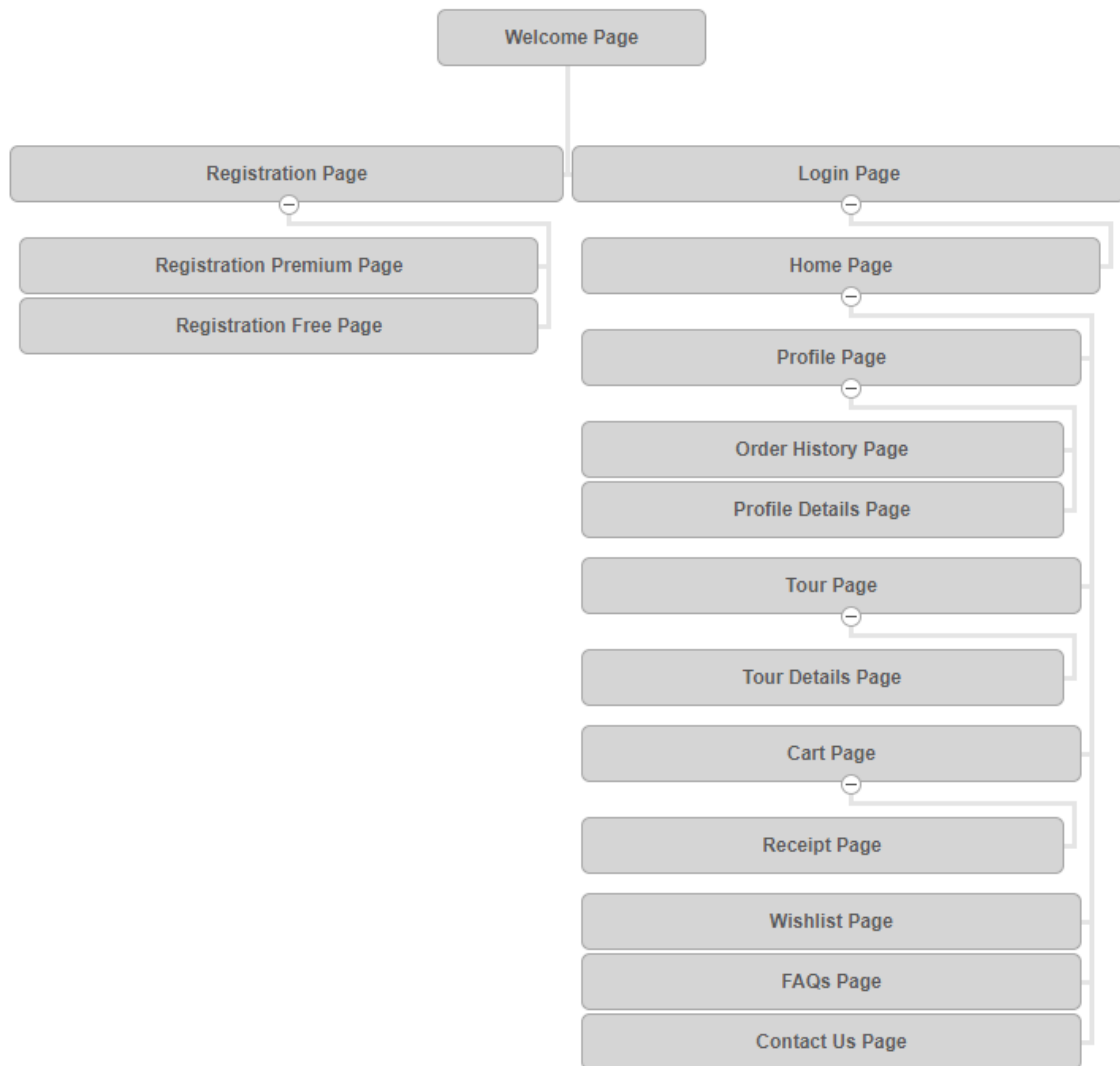 Welcome Page
Registration Page
Login Page
Registration Premium Page
Registration Free Page
Home Page
Profile Page
Order History Page
Profile Details Page
Tour Page
Tour Details Page
Cart Page
Receipt Page
Wishlist Page
FAQs Page
Contact Us Page